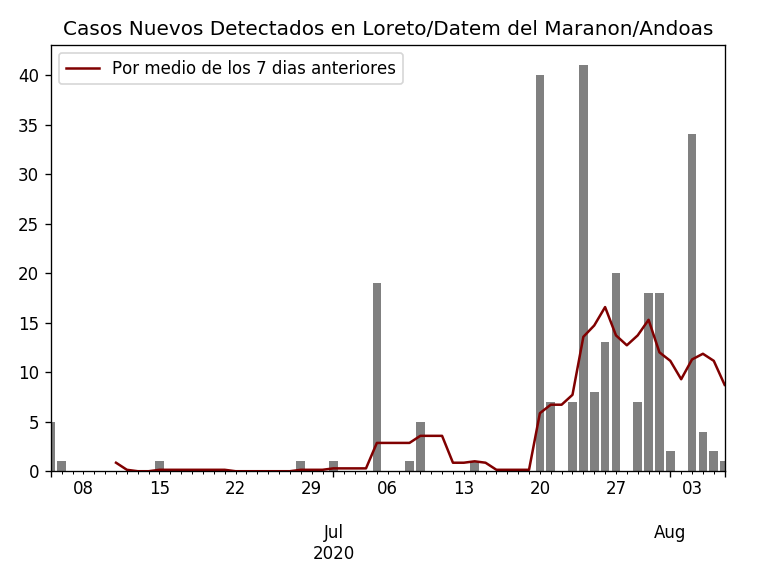 Casos Nuevos Detectados en Loreto/Datem del Maranon/Andoas
Por medio de los 7 dias anteriores
40
35
30
25
20
15
10
5
0
08 15 22 29 06 13 20 27 03
Jul Aug
2020